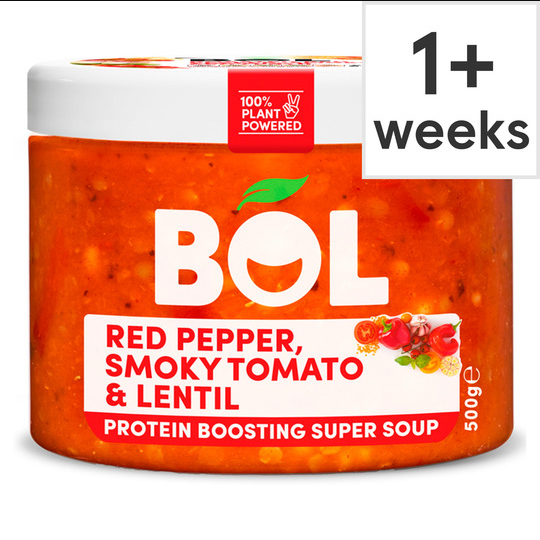 1+
weeks
100%
PLANT
POWERED
BOL
RED PEPPER,
SMOKY TOMATO
& LENTIL
PROTEIN BOOSTING SUPER SOUP
500g℮